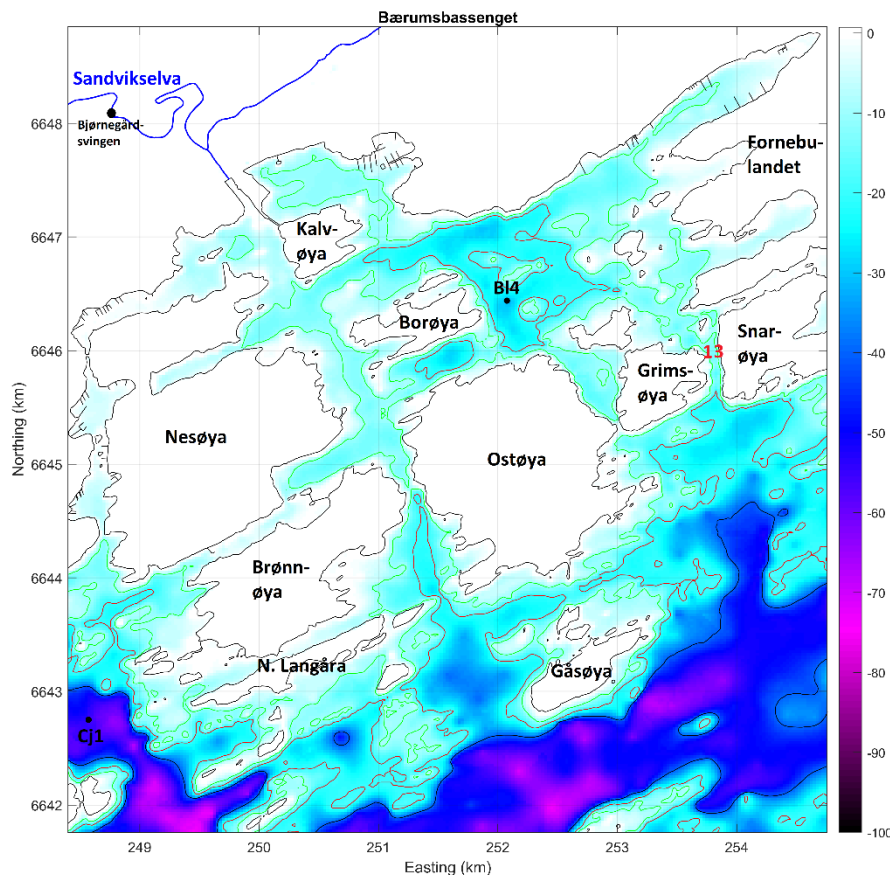 Bærumsbassenget
Sandvikselva
Bjørnegård-
svingen
Fornebu-
landet
Kalv-
øya
Bl4
Borøya
13
Snar-
øya
Grims-
øya
Nesøya
Ostøya
Brønn-
øya
N. Langåra
Gåsøya
Cj1
Northing (km)
6648
6647
6646
6645
6644
6643
6642
249
250
251
252
253
254
Easting (km)
0
-10
-20
-30
-40
-50
-60
-70
-80
-90
-100